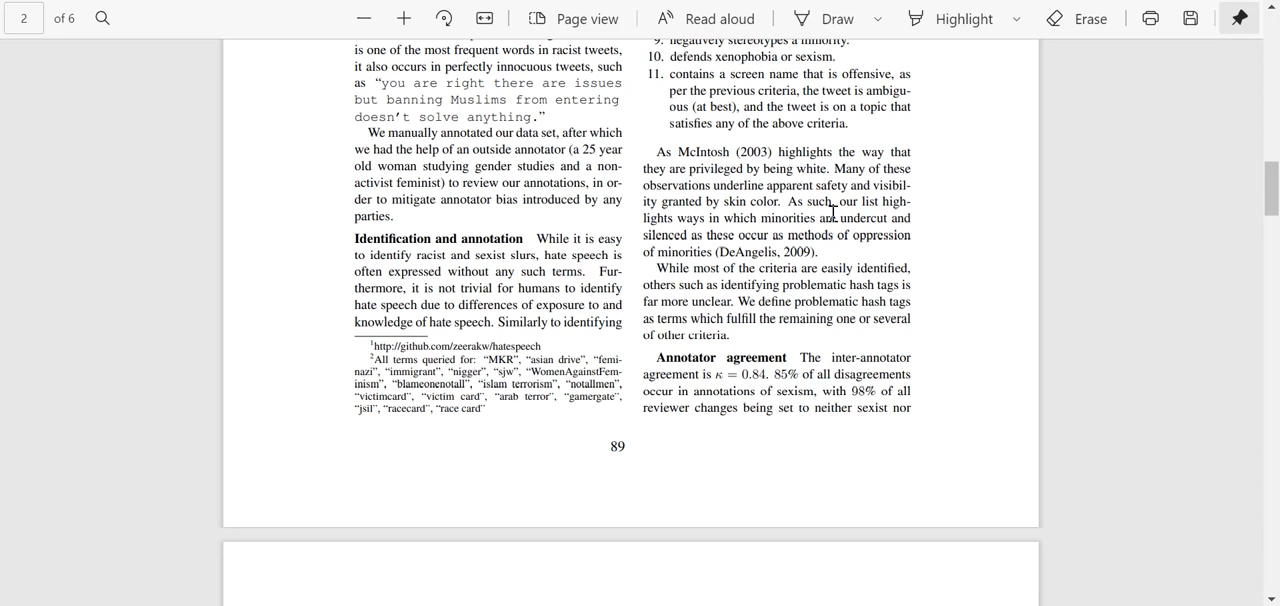 2 of 6 Page view Read aloud Draw Highlight Erase
is one of the most frequent words in racist tweets,
it also occurs in perfectly innocuous tweets, such
as “you are right there are issues
but banning Muslims from entering
doesn’t solve anything.”
We manually annotated our data set, after which
we had the help of an outside annotator (a 25 year
old woman studying gender studies and a non-
activist feminist) to review our annotations, in or-
der to mitigate annotator bias introduced by any
parties.
Identification and annotation While it is easy
to identify racist and sexist slurs, hate speech is
often expressed without any such terms. Fur-
thermore, it is not trivial for humans to identify
hate speech due to differences of exposure to and
knowledge of hate speech. Similarly to identifying
1http://github.com/zeerakw/hatespeech
2All terms queried for: “MKR”, “asian drive”, “femi-
nazi”, “immigrant”, “nigger”, “sjw”, “WomenAgainstFem-
inism”, “blameonenotall”, “islam terrorism”, “notallmen”,
“victimcard”, “victim card”, “arab terror”, “gamergate”,
“jsil”, “racecard”, “race card”
9. negatively stereotypes a minority.
10. defends xenophobia or sexism.
11. contains a screen name that is offensive, as
per the previous criteria, the tweet is ambigu-
ous (at best), and the tweet is on a topic that
satisfies any of the above criteria.
As McIntosh (2003) highlights the way that
they are privileged by being white. Many of these
observations underline apparent safety and visibil-
ity granted by skin color. As such, our list high-
lights ways in which minorities are undercut and
silenced as these occur as methods of oppression
of minorities (DeAngelis, 2009).
While most of the criteria are easily identified,
others such as identifying problematic hash tags is
far more unclear. We define problematic hash tags
as terms which fulfill the remaining one or several
of other criteria.
Annotator agreement The inter-annotator
agreement is κ = 0.84. 85% of all disagreements
occur in annotations of sexism, with 98% of all
reviewer changes being set to neither sexist nor
89